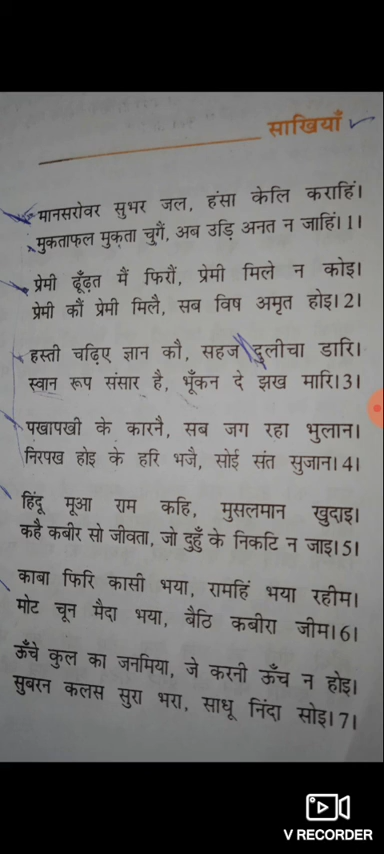 साखियाँ
मानसरोवर सुभर जल, हंसा केलि कराहिं।
मुकताफल मुकता चुगैं, अब उड़ि अनत न जाहिं।1।
प्रेमी ढूँढ़त मैं फिरौं, प्रेमी मिले न कोइ।
प्रेमी कौं प्रेमी मिलै, सब विष अमृत होइ।2।
हस्ती चढ़िए ज्ञान कौ, सहज दुलीचा डारि।
स्वान रूप संसार है, भूँकन दे झख मारि।3।
पखापखी के कारनै, सब जग रहा भुलान।
निरपख होइ के हरि भजै, सोई संत सुजान।4।
हिंदू मूआ राम कहि, मुसलमान खुदाइ।
कहै कबीर सो जीवता, जो दुहुँ के निकटि न जाइ।5।
काबा फिरि कासी भया, रामहिं भया रहीम।
मोट चून मैदा भया, बैठि कबीरा जीम।6।
ऊँचे कुल का जनमिया, जे करनी ऊँच न होइ।
सुबरन कलस सुरा भरा, साधू निंदा सोइ।7।
V RECORDER